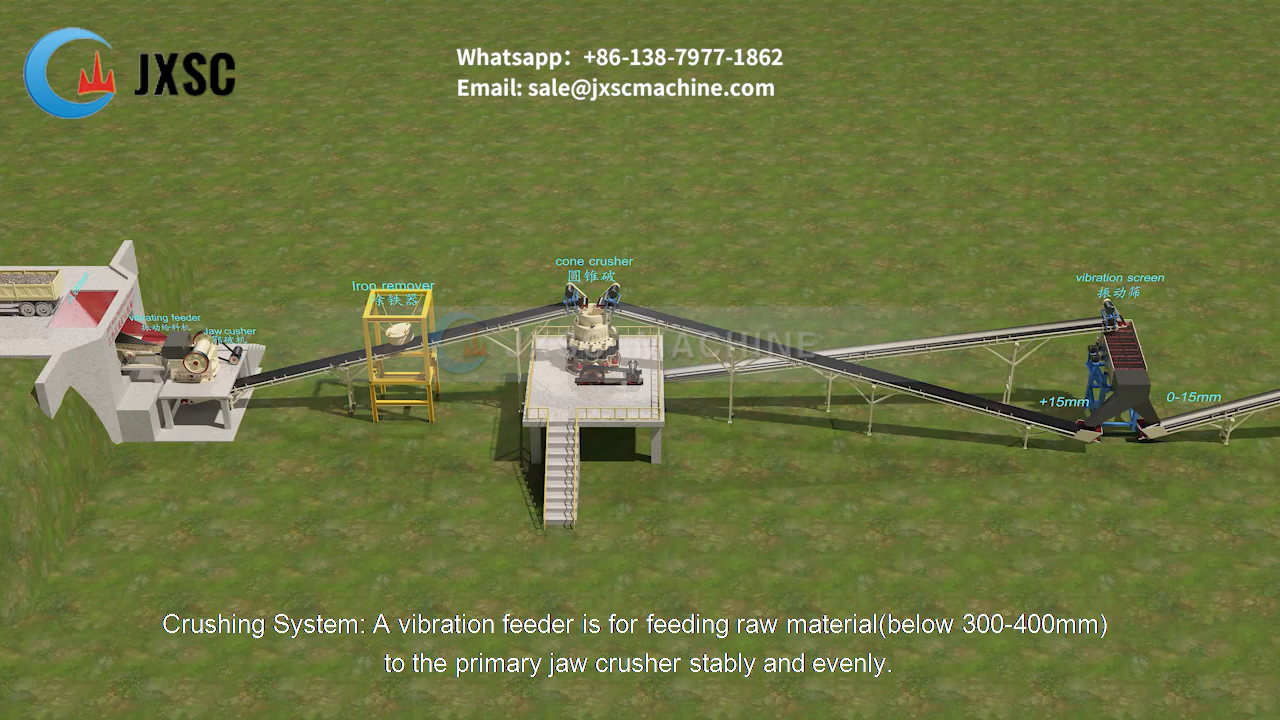 JXSC
Whatsapp：+86-138-7977-1862
Email: sale@jxscmachine.com
cone crusher
圆锥破
vibration screen
振动筛
Iron remover
除铁器
vibrating feeder
振动给料机
Jaw cusher
颚破机
MACHINE
+15mm
0-15mm
Crushing System: A vibration feeder is for feeding raw material(below 300-400mm)
to the primary jaw crusher stably and evenly.